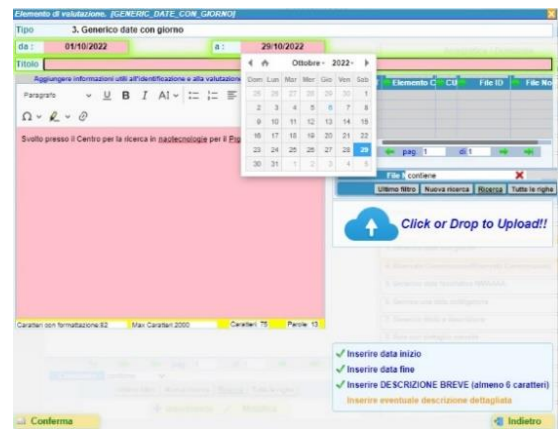 Elemento di valutazione. [GENERIC_DATE_CON_GIORNO]
Tipo 3. Generico date con giorno
da : 01/10/2022 a : 29/10/2022
Titolo
Aggiungere informazioni utili all'identificazione e alla valutazione
Paragrafo U B I A
Svolto presso il Centro per la ricerca in naotecnologie per il
Ottobre 2022
Dom Lun Mar Mer Gio Ven Sab
25 26 27 28 29 30 1
2 3 4 5 6 7 8
9 10 11 12 13 14 15
16 17 18 19 20 21 22
23 24 25 26 27 28 29
30 31 1 2 3 4 5
Elemento C CU File ID File No
pag. 1 di 1
File N contiene
Ultimo filtro Nuova ricerca Ricerca Tutte le righe
Click or Drop to Upload!!
Caratteri con formattazione:82 Max Caratteri:2000 Caratteri: 75 Parole: 13
Inserire data inizio
Inserire data fine
Inserire DESCRIZIONE BREVE (almeno 6 caratteri)
Inserire eventuale descrizione dettagliata
Conferma Indietro